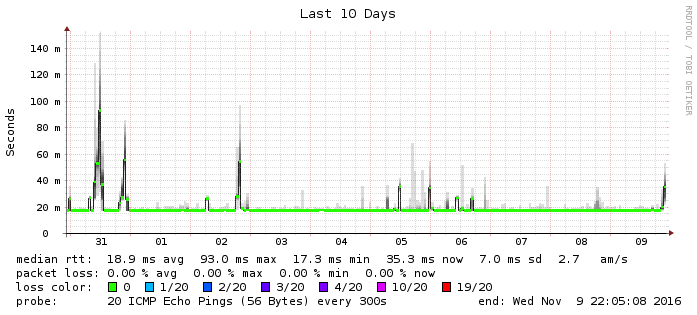 Last 10 Days
RRDTOOL / TOBI OETIKER
Seconds
140 m
120 m
100 m
80 m
60 m
40 m
20 m
0
31 01 02 03 04 05 06 07 08 09
median rtt: 18.9 ms avg 93.0 ms max 17.3 ms min 35.3 ms now 7.0 ms sd 2.7 am/s
packet loss: 0.00 % avg 0.00 % max 0.00 % min 0.00 % now
loss color: 0 1/20 2/20 3/20 4/20 10/20 19/20
probe: 20 ICMP Echo Pings (56 Bytes) every 300s end: Wed Nov 9 22:05:08 2016